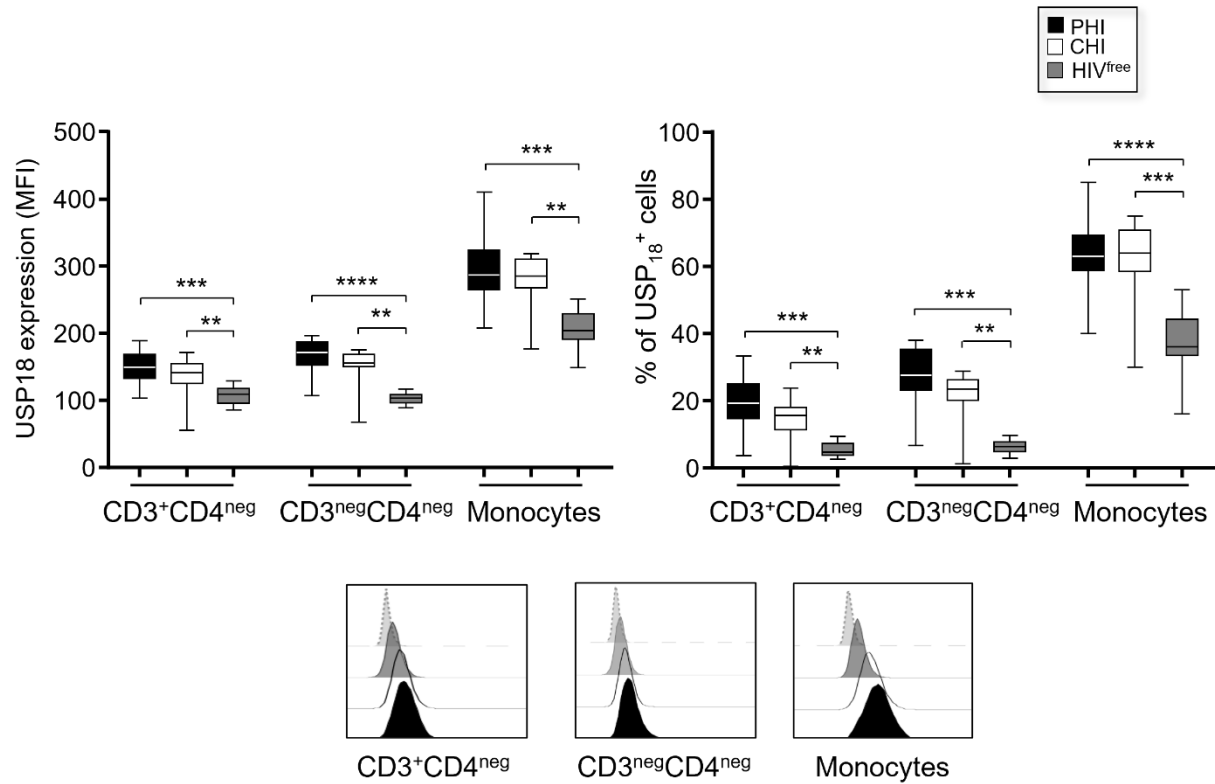 PHI
CHI
HIVfree
USP18 expression (MFI)
500
400
300
200
100
0
***
**
****
**
***
**
CD3+CD4neg
CD3negCD4neg
Monocytes
% of USP18+ cells
100
80
60
40
20
0
***
**
***
**
****
***
CD3+CD4neg
CD3negCD4neg
Monocytes
CD3+CD4neg
CD3negCD4neg
Monocytes